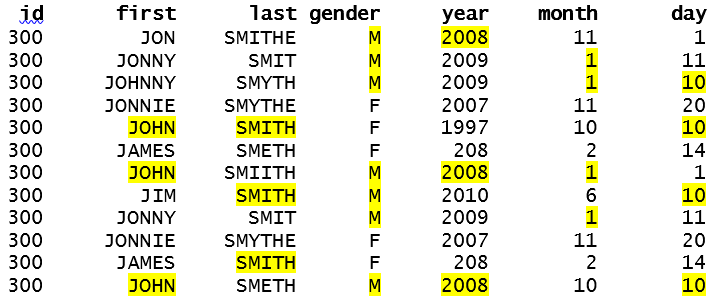 id first last gender year month day
300 JON SMITHE M 2008 11 1
300 JONNY SMIT M 2009 1 11
300 JOHNNY SMYTH M 2009 1 10
300 JONNIE SMYTHE F 2007 11 20
300 JOHN SMITH F 1997 10 10
300 JAMES SMETH F 208 2 14
300 JOHN SMIITH M 2008 1 1
300 JIM SMITH M 2010 6 10
300 JONNY SMIT M 2009 1 11
300 JONNIE SMYTHE F 2007 11 20
300 JAMES SMITH F 208 2 14
300 JOHN SMETH M 2008 10 10